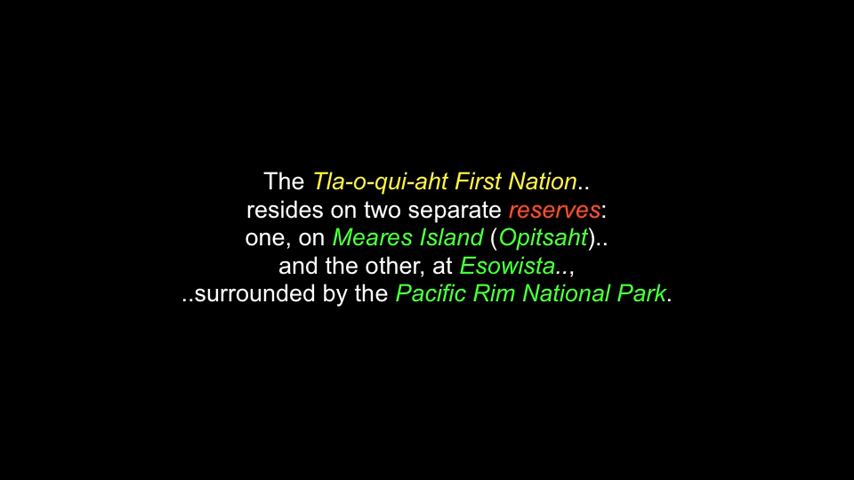 The Tla-o-qui-aht First Nation..
resides on two separate reserves:
one, on Meares Island (Opitsaht)..
and the other, at Esowista..,
..surrounded by the Pacific Rim National Park.